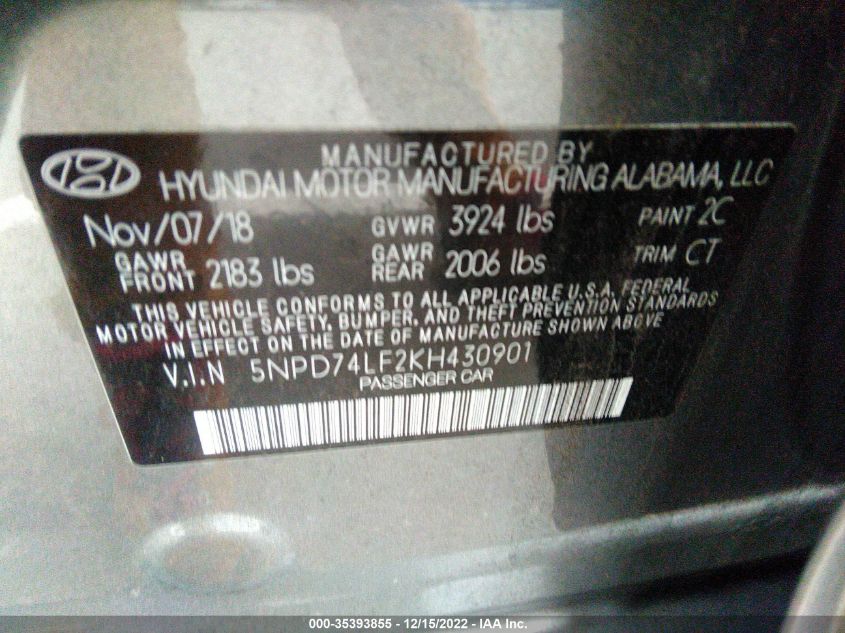 MANUFACTURED BY
HYUNDAI MOTOR MANUFACTURING ALABAMA, LLC
Nov/07/18 GVWR 3924 lbs PAINT 2C
GAWR FRONT 2183 lbs GAWR REAR 2006 lbs TRIM CT
THIS VEHICLE CONFORMS TO ALL APPLICABLE U.S.A. FEDERAL
MOTOR VEHICLE SAFETY, BUMPER, AND THEFT PREVENTION STANDARDS
IN EFFECT ON THE DATE OF MANUFACTURE SHOWN ABOVE
V.I.N 5NPD74LF2KH430901
PASSENGER CAR
000-35393855 - 12/15/2022 - IAA Inc.